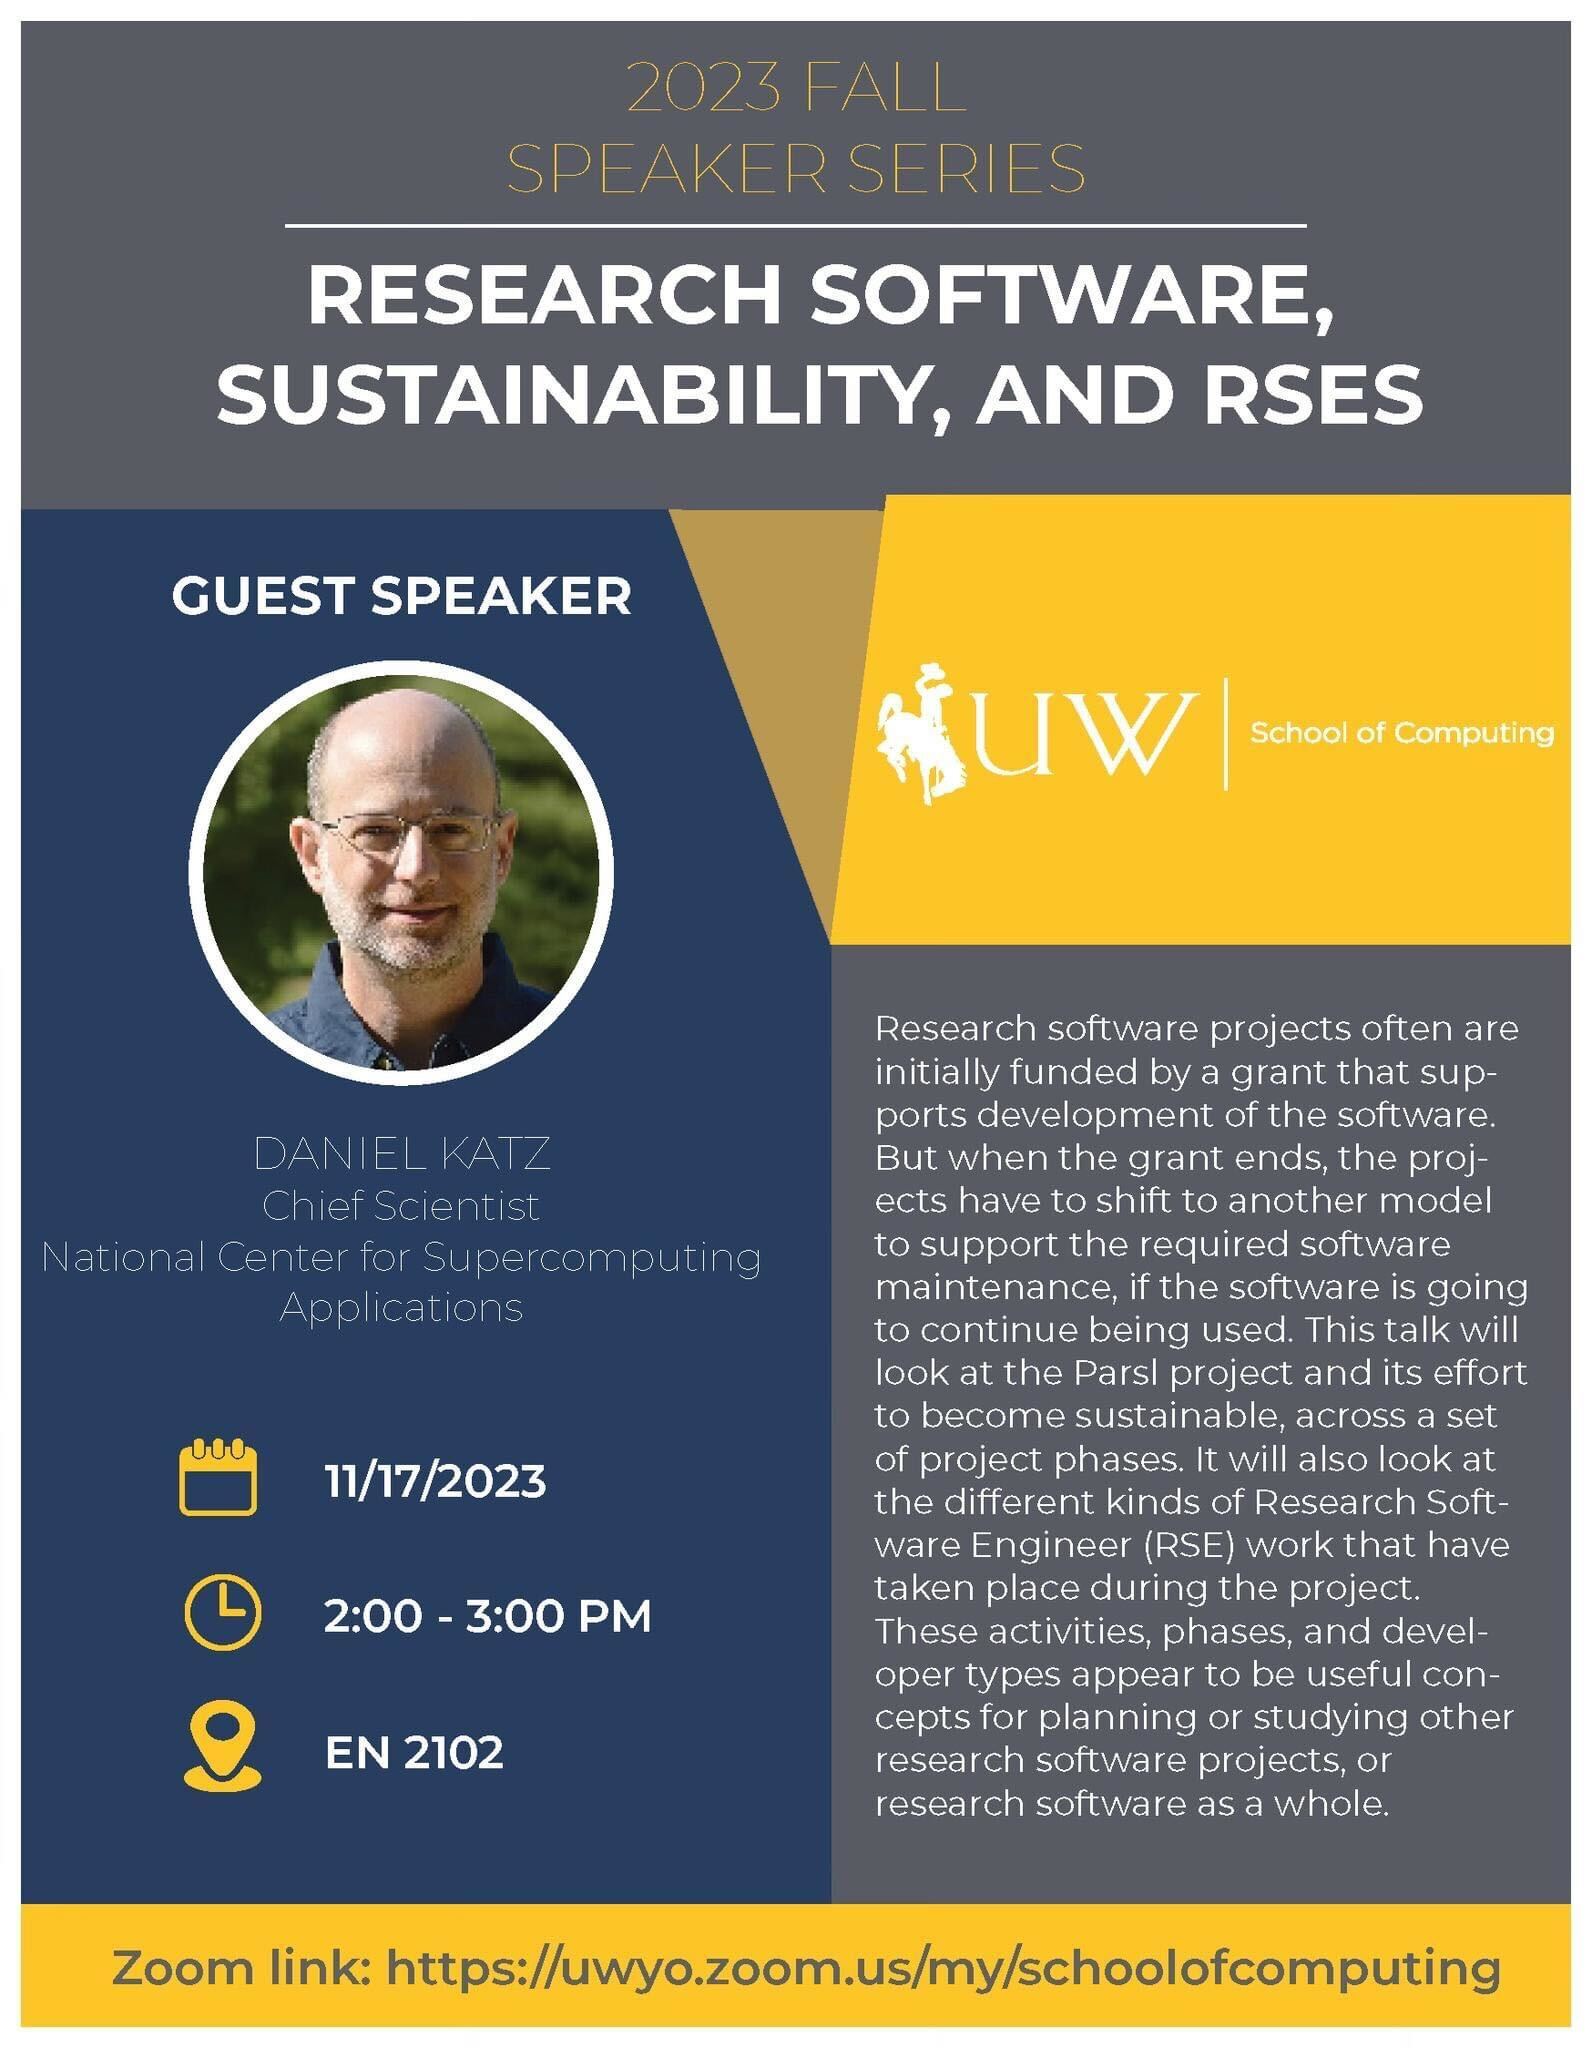 2023 FALL
SPEAKER SERIES
RESEARCH SOFTWARE,
SUSTAINABILITY, AND RSES
GUEST SPEAKER
DANIEL KATZ
Chief Scientist
National Center for Supercomputing
Applications
11/17/2023
2:00 - 3:00 PM
EN 2102
UW
School of Computing
Research software projects often are
initially funded by a grant that sup-
ports development of the software.
But when the grant ends, the proj-
ects have to shift to another model
to support the required software
maintenance, if the software is going
to continue being used. This talk will
look at the Parsl project and its effort
to become sustainable, across a set
of project phases. It will also look at
the different kinds of Research Soft-
ware Engineer (RSE) work that have
taken place during the project.
These activities, phases, and devel-
oper types appear to be useful con-
cepts for planning or studying other
research software projects, or
research software as a whole.
Zoom link: https://uwyo.zoom.us/my/schoolofcomputing